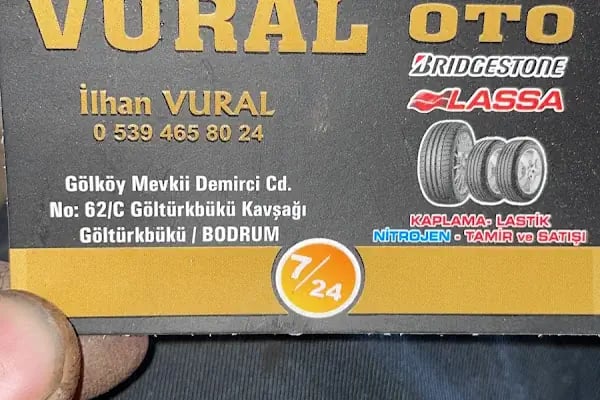 VURAL OTO
İlhan VURAL
0 539 465 80 24
Gölköy Mevkii Demirci Cd.
No: 62/C Göltürkbükü Kavşağı
Göltürkbükü / BODRUM
BRIDGESTONE
LASSA
KAPLAMA- LASTİK
NİTROJEN - TAMİR ve SATIŞI
7/24